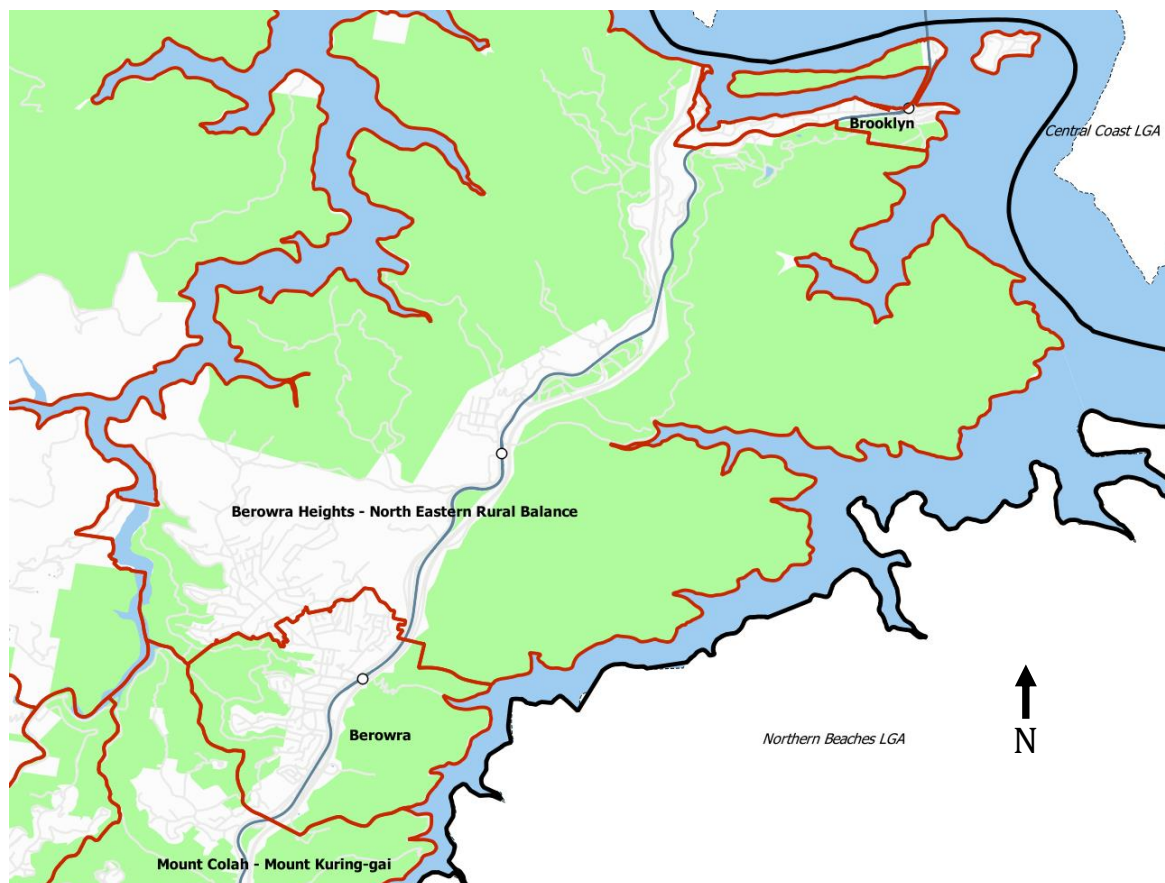 Brooklyn
Central Coast LGA
Berowra Heights - North Eastern Rural Balance
N
Northern Beaches LGA
Berowra
Mount Colah - Mount Kuring-gai